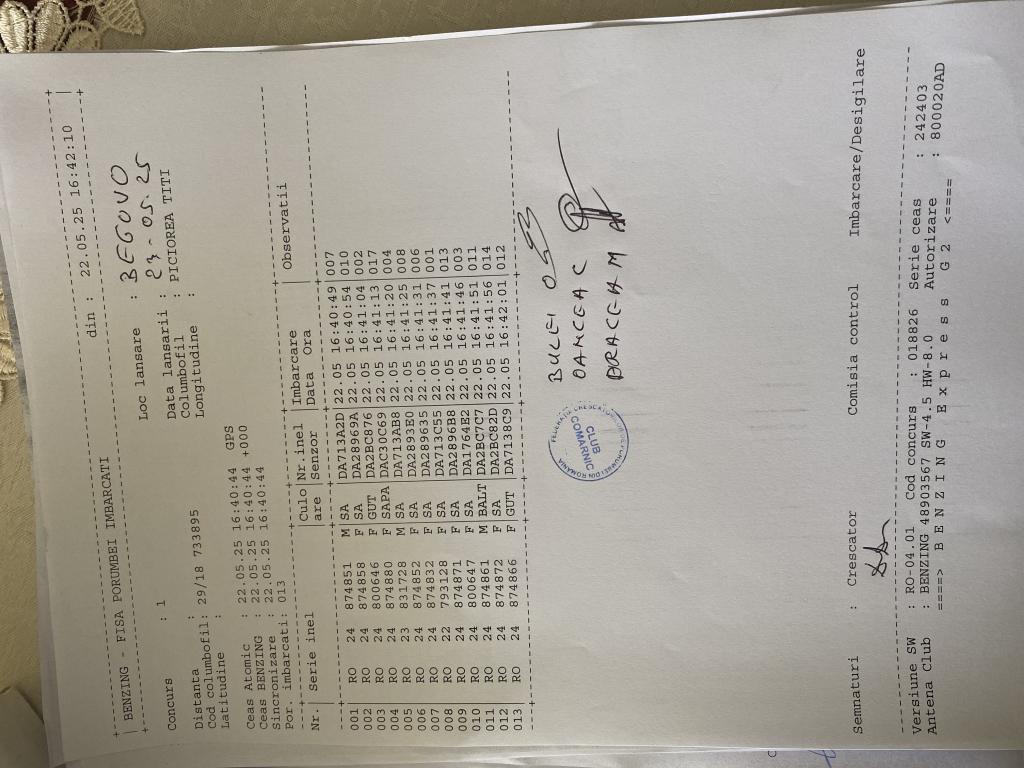 din : 22.05.25 16:42:10
BENZING - FISA PORUMBEI IMBARCATI
Loc lansare : BEGOVO
Concurs : 1 Data lansarii : 24.05.25
Distanta : Columbofil : PICIOREA TITI
Cod columbofil: 29/18 733895 Longitudine :
Latitudine :
Ceas Atomic : 22.05.25 16:40:44 GPS
Ceas BENZING : 22.05.25 16:40:44 +000
Sincronizare : 22.05.25 16:40:44
Por. imbarcati: 013
Nr.| Serie inel |Culo|Nr.inel |Imbarcare | Observatii
are |Senzor |Data Ora
001|RO 24 874851 M|SA |DA713A2D|22.05 16:40:49|007
002|RO 24 874858 F|SA |DA28969A|22.05 16:40:54|010
003|RO 24 800646 F|GUT |DA2BC876|22.05 16:41:04|002
004|RO 24 874880 F|SAPA|DAC30C69|22.05 16:41:13|017
005|RO 23 831728 M|SA |DA713AB8|22.05 16:41:20|004
006|RO 24 874852 F|SA |DA2893E0|22.05 16:41:25|008
007|RO 24 874832 F|SA |DA289635|22.05 16:41:31|006
008|RO 22 793128 F|SA |DA713C55|22.05 16:41:37|001
009|RO 24 874871 F|SA |DA2896B8|22.05 16:41:41|013
010|RO 24 800647 F|SA |DA1764E2|22.05 16:41:46|003
011|RO 24 874861 M|BALT|DA2BC7C7|22.05 16:41:51|011
012|RO 24 874872 F|SA |DA2BC82D|22.05 16:41:56|014
013|RO 24 874866 F|GUT |DA7138C9|22.05 16:42:01|012
CLUB
COMARNIC
DIN ROMANIA
Semnaturi : Crescator Comisia control Imbarcare/Desigilare
Versiune SW : RO-04.01 Cod concurs : 018826 Serie ceas : 242403
Antena Club : BENZING 48903567 SW-4.5 HW-8.0 Autorizare : 800020AD
====> B E N Z I N G E x p r e s s G 2 <====